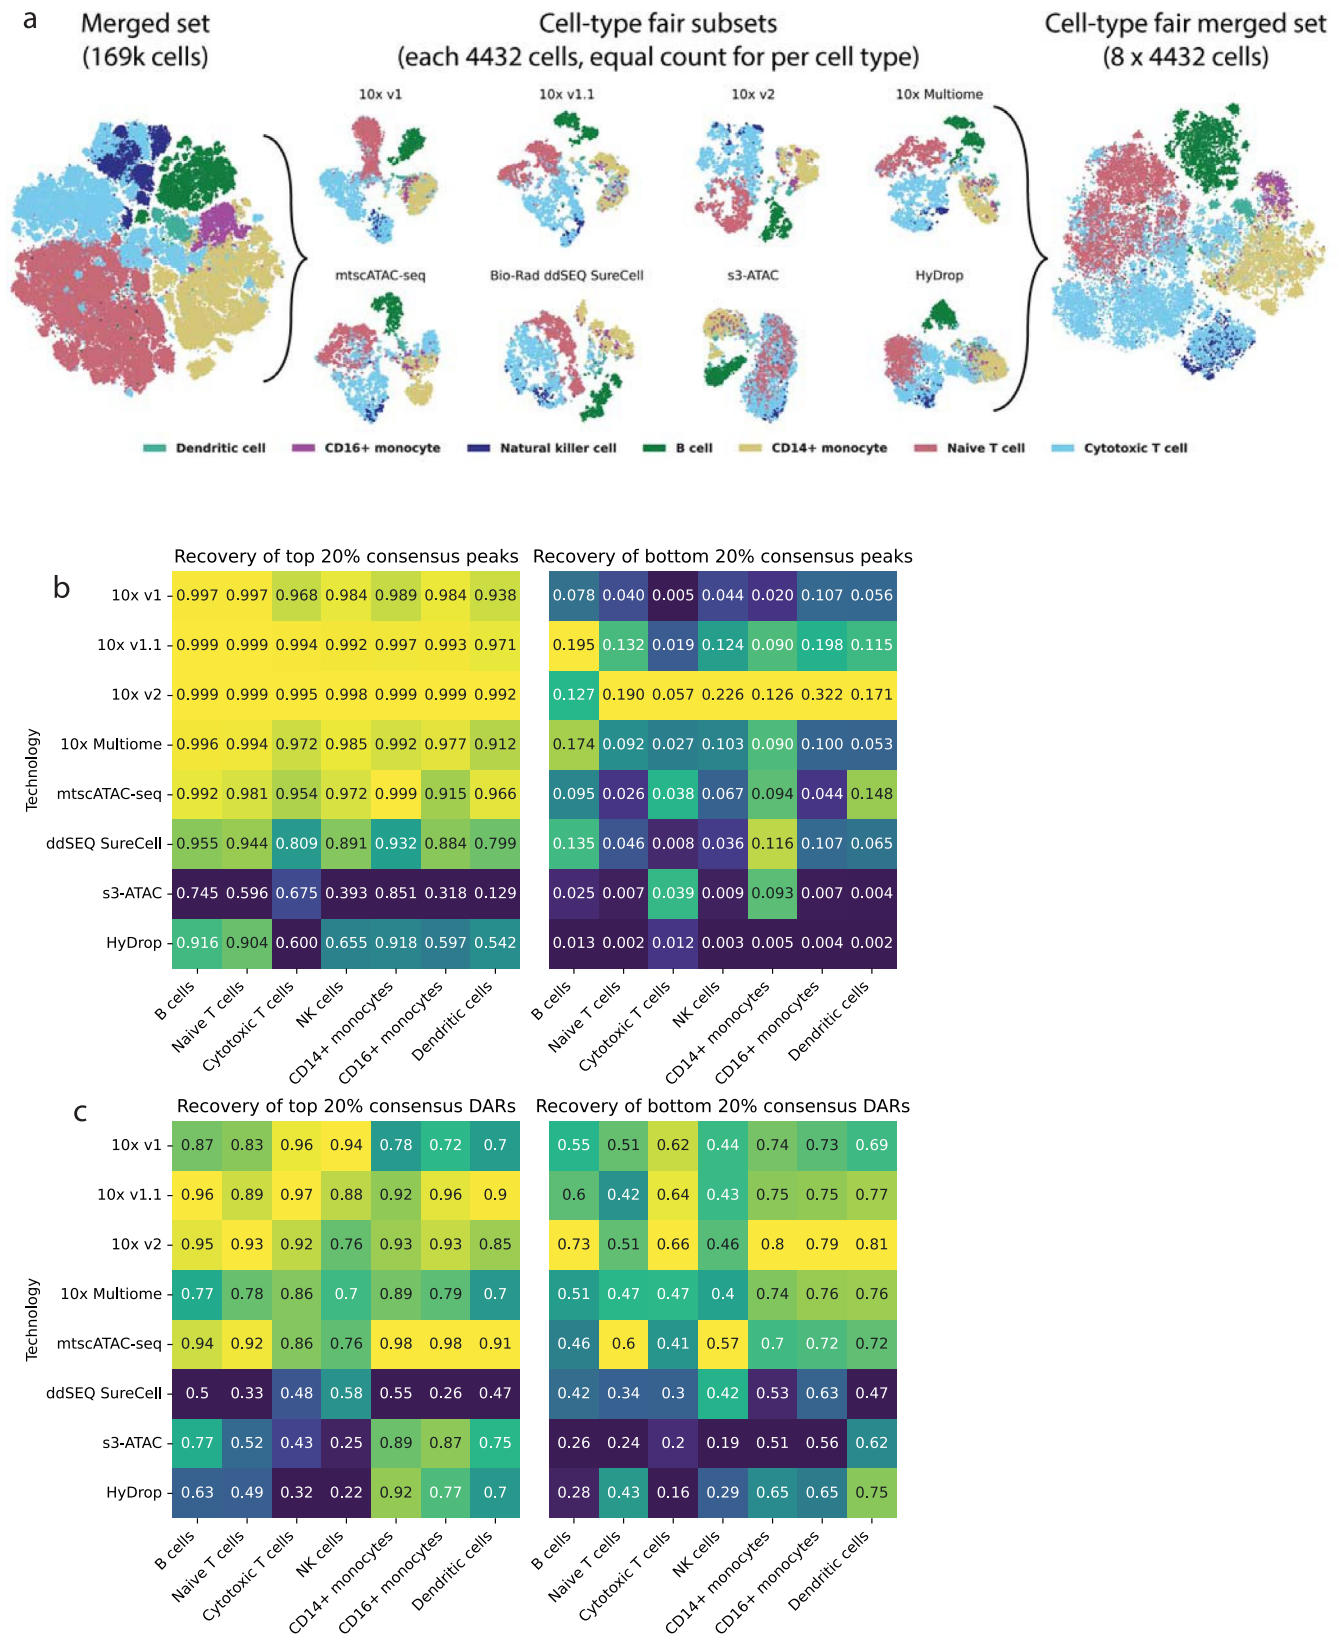 a
Merged set
(169k cells)
Cell-type fair subsets
(each 4432 cells, equal count for per cell type)
Cell-type fair merged set
(8 x 4432 cells)
10x v1
10x v1.1
10x v2
10x Multiome
mtscATAC-seq
Bio-Rad ddSEQ SureCell
s3-ATAC
HyDrop
Dendritic cell
CD16+ monocyte
Natural killer cell
B cell
CD14+ monocyte
Naive T cell
Cytotoxic T cell
b
Recovery of top 20% consensus peaks
Recovery of bottom 20% consensus peaks
Technology
10x v1 0.997 0.997 0.968 0.984 0.989 0.984 0.938 0.078 0.040 0.005 0.044 0.020 0.107 0.056
10x v1.1 0.999 0.999 0.994 0.992 0.997 0.993 0.971 0.195 0.132 0.019 0.124 0.090 0.198 0.115
10x v2 0.999 0.999 0.995 0.998 0.999 0.999 0.992 0.127 0.190 0.057 0.226 0.126 0.322 0.171
10x Multiome 0.996 0.994 0.972 0.985 0.992 0.977 0.912 0.174 0.092 0.027 0.103 0.090 0.100 0.053
mtscATAC-seq 0.992 0.981 0.954 0.972 0.999 0.915 0.966 0.095 0.026 0.038 0.067 0.094 0.044 0.148
ddSEQ SureCell 0.955 0.944 0.809 0.891 0.932 0.884 0.799 0.135 0.046 0.008 0.036 0.116 0.107 0.065
s3-ATAC 0.745 0.596 0.675 0.393 0.851 0.318 0.129 0.025 0.007 0.039 0.009 0.093 0.007 0.004
HyDrop 0.916 0.904 0.600 0.655 0.918 0.597 0.542 0.013 0.002 0.012 0.003 0.005 0.004 0.002
B cells Naive T cells Cytotoxic T cells NK cells CD14+ monocytes CD16+ monocytes Dendritic cells
B cells Naive T cells Cytotoxic T cells NK cells CD14+ monocytes CD16+ monocytes Dendritic cells
c
Recovery of top 20% consensus DARs
Recovery of bottom 20% consensus DARs
Technology
10x v1 0.87 0.83 0.96 0.94 0.78 0.72 0.7 0.55 0.51 0.62 0.44 0.74 0.73 0.69
10x v1.1 0.96 0.89 0.97 0.88 0.92 0.96 0.9 0.6 0.42 0.64 0.43 0.75 0.75 0.77
10x v2 0.95 0.93 0.92 0.76 0.93 0.93 0.85 0.73 0.51 0.66 0.46 0.8 0.79 0.81
10x Multiome 0.77 0.78 0.86 0.7 0.89 0.79 0.7 0.51 0.47 0.47 0.4 0.74 0.76 0.76
mtscATAC-seq 0.94 0.92 0.86 0.76 0.98 0.98 0.91 0.46 0.6 0.41 0.57 0.7 0.72 0.72
ddSEQ SureCell 0.5 0.33 0.48 0.58 0.55 0.26 0.47 0.42 0.34 0.3 0.42 0.53 0.63 0.47
s3-ATAC 0.77 0.52 0.43 0.25 0.89 0.87 0.75 0.26 0.24 0.2 0.19 0.51 0.56 0.62
HyDrop 0.63 0.49 0.32 0.22 0.92 0.77 0.7 0.28 0.43 0.16 0.29 0.65 0.65 0.75
B cells Naive T cells Cytotoxic T cells NK cells CD14+ monocytes CD16+ monocytes Dendritic cells
B cells Naive T cells Cytotoxic T cells NK cells CD14+ monocytes CD16+ monocytes Dendritic cells